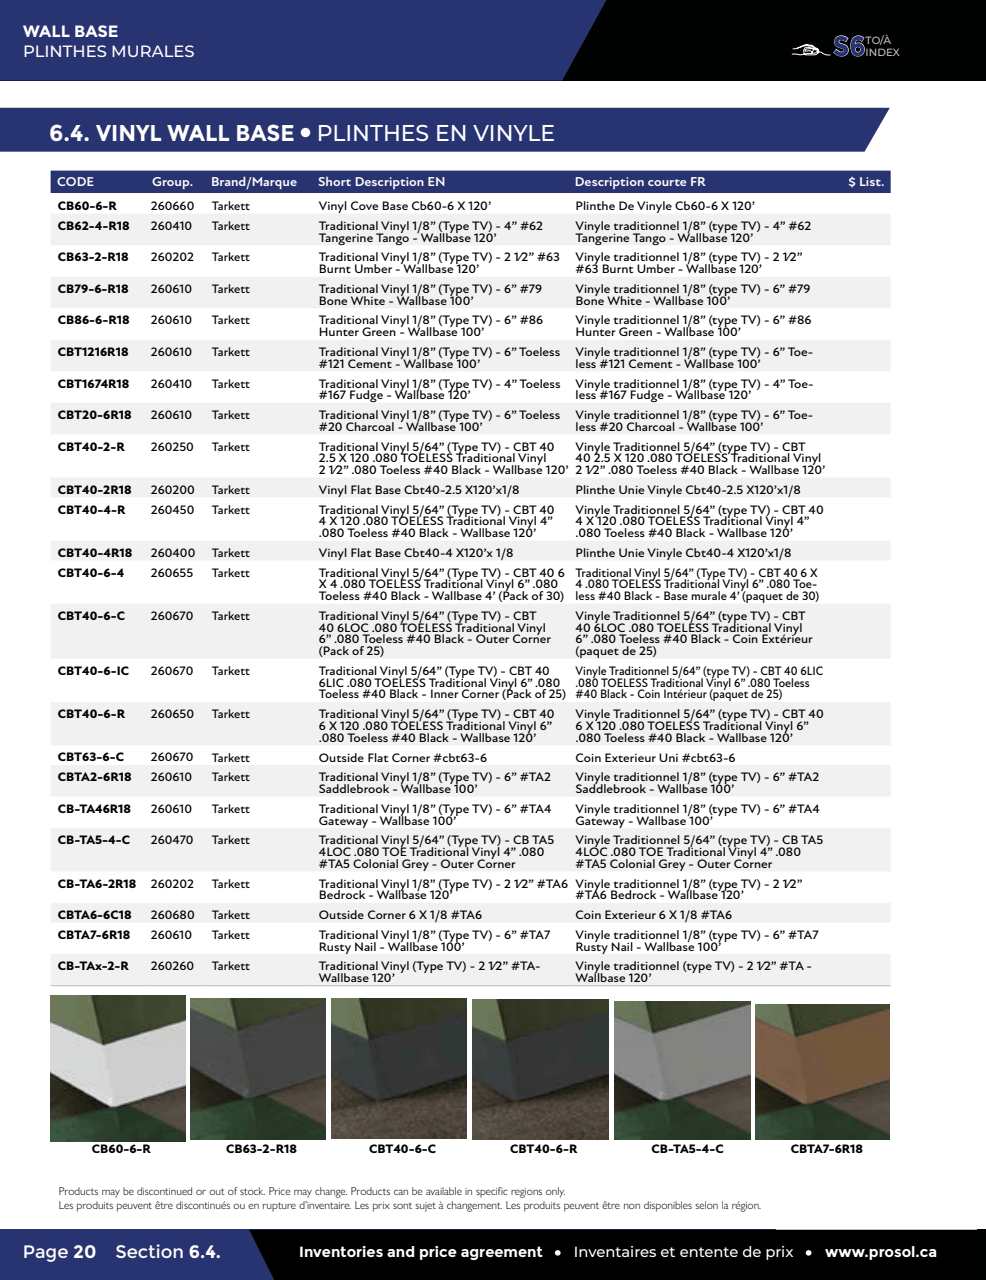 WALL BASE
PLINTHES MURALES
S6 TO/À
INDEX
6.4. VINYL WALL BASE • PLINTHES EN VINYLE
CODE Group. Brand/Marque Short Description EN Description courte FR $ List.
CB60-6-R 260660 Tarkett Vinyl Cove Base Cb60-6 X 120’ Plinthe De Vinyle Cb60-6 X 120’
CB62-4-R18 260410 Tarkett Traditional Vinyl 1/8” (Type TV) - 4” #62 Vinyle traditionnel 1/8” (type TV) - 4” #62
Tangerine Tango - Wallbase 120’ Tangerine Tango - Wallbase 120’
CB63-2-R18 260202 Tarkett Traditional Vinyl 1/8” (Type TV) - 2 1⁄2” #63 Vinyle traditionnel 1/8” (type TV) - 2 1⁄2”
Burnt Umber - Wallbase 120’ #63 Burnt Umber - Wallbase 120’
CB79-6-R18 260610 Tarkett Traditional Vinyl 1/8” (Type TV) - 6” #79 Vinyle traditionnel 1/8” (type TV) - 6” #79
Bone White - Wallbase 100’ Bone White - Wallbase 100’
CB86-6-R18 260610 Tarkett Traditional Vinyl 1/8” (Type TV) - 6” #86 Vinyle traditionnel 1/8” (type TV) - 6” #86
Hunter Green - Wallbase 100’ Hunter Green - Wallbase 100’
CBT1216R18 260610 Tarkett Traditional Vinyl 1/8” (Type TV) - 6” Toeless Vinyle traditionnel 1/8” (type TV) - 6” Toe-
#121 Cement - Wallbase 100’ less #121 Cement - Wallbase 100’
CBT1674R18 260410 Tarkett Traditional Vinyl 1/8” (Type TV) - 4” Toeless Vinyle traditionnel 1/8” (type TV) - 4” Toe-
#167 Fudge - Wallbase 120’ less #167 Fudge - Wallbase 120’
CBT20-6R18 260610 Tarkett Traditional Vinyl 1/8” (Type TV) - 6” Toeless Vinyle traditionnel 1/8” (type TV) - 6” Toe-
#20 Charcoal - Wallbase 100’ less #20 Charcoal - Wallbase 100’
CBT40-2-R 260250 Tarkett Traditional Vinyl 5/64” (Type TV) - CBT 40 Vinyle Traditionnel 5/64” (type TV) - CBT
2.5 X 120 .080 TOELESS Traditional Vinyl 40 2.5 X 120 .080 TOELESS Traditional Vinyl
2 1⁄2” .080 Toeless #40 Black - Wallbase 120’ 2 1⁄2” .080 Toeless #40 Black - Wallbase 120’
CBT40-2R18 260200 Tarkett Vinyl Flat Base Cbt40-2.5 X120’x1/8 Plinthe Unie Vinyle Cbt40-2.5 X120’x1/8
CBT40-4-R 260450 Tarkett Traditional Vinyl 5/64” (Type TV) - CBT 40 Vinyle Traditionnel 5/64” (type TV) - CBT 40
4 X 120 .080 TOELESS Traditional Vinyl 4” 4 X 120 .080 TOELESS Traditional Vinyl 4”
.080 Toeless #40 Black - Wallbase 120’ .080 Toeless #40 Black - Wallbase 120’
CBT40-4R18 260400 Tarkett Vinyl Flat Base Cbt40-4 X120’x 1/8 Plinthe Unie Vinyle Cbt40-4 X120’x1/8
CBT40-6-4 260655 Tarkett Traditional Vinyl 5/64” (Type TV) - CBT 40 6 Traditional Vinyl 5/64” (Type TV) - CBT 40 6 X
X 4 .080 TOELESS Traditional Vinyl 6” .080 4 .080 TOELESS Traditional Vinyl 6” .080 Toe-
Toeless #40 Black - Wallbase 4’ (Pack of 30) less #40 Black - Base murale 4’ (paquet de 30)
CBT40-6-C 260670 Tarkett Traditional Vinyl 5/64” (Type TV) - CBT Vinyle Traditionnel 5/64” (type TV) - CBT
40 6LOC .080 TOELESS Traditional Vinyl 40 6LOC .080 TOELESS Traditional Vinyl
6” .080 Toeless #40 Black - Outer Corner 6” .080 Toeless #40 Black - Coin Extérieur
(Pack of 25) (paquet de 25)
CBT40-6-IC 260670 Tarkett Traditional Vinyl 5/64” (Type TV) - CBT 40 Vinyle Traditionnel 5/64” (type TV) - CBT 40 6LIC
6LIC .080 TOELESS Traditional Vinyl 6” .080 .080 TOELESS Traditional Vinyl 6” .080 Toeless
Toeless #40 Black - Inner Corner (Pack of 25) #40 Black - Coin Intérieur (paquet de 25)
CBT40-6-R 260650 Tarkett Traditional Vinyl 5/64” (Type TV) - CBT 40 Vinyle Traditionnel 5/64” (type TV) - CBT 40
6 X 120 .080 TOELESS Traditional Vinyl 6” 6 X 120 .080 TOELESS Traditional Vinyl 6”
.080 Toeless #40 Black - Wallbase 120’ .080 Toeless #40 Black - Wallbase 120’
CBT63-6-C 260670 Tarkett Outside Flat Corner #cbt63-6 Coin Exterieur Uni #cbt63-6
CBTA2-6R18 260610 Tarkett Traditional Vinyl 1/8” (Type TV) - 6” #TA2 Vinyle traditionnel 1/8” (type TV) - 6” #TA2
Saddlebrook - Wallbase 100’ Saddlebrook - Wallbase 100’
CB-TA46R18 260610 Tarkett Traditional Vinyl 1/8” (Type TV) - 6” #TA4 Vinyle traditionnel 1/8” (type TV) - 6” #TA4
Gateway - Wallbase 100’ Gateway - Wallbase 100’
CB-TA5-4-C 260470 Tarkett Traditional Vinyl 5/64” (Type TV) - CB TA5 Vinyle Traditionnel 5/64” (type TV) - CB TA5
4LOC .080 TOE Traditional Vinyl 4” .080 4LOC .080 TOE Traditional Vinyl 4” .080
#TA5 Colonial Grey - Outer Corner #TA5 Colonial Grey - Outer Corner
CB-TA6-2R18 260202 Tarkett Traditional Vinyl 1/8” (Type TV) - 2 1⁄2” #TA6 Vinyle traditionnel 1/8” (type TV) - 2 1⁄2”
Bedrock - Wallbase 120’ #TA6 Bedrock - Wallbase 120’
CBTA6-6C18 260680 Tarkett Outside Corner 6 X 1/8 #TA6 Coin Exterieur 6 X 1/8 #TA6
CBTA7-6R18 260610 Tarkett Traditional Vinyl 1/8” (Type TV) - 6” #TA7 Vinyle traditionnel 1/8” (type TV) - 6” #TA7
Rusty Nail - Wallbase 100’ Rusty Nail - Wallbase 100’
CB-TAx-2-R 260260 Tarkett Traditional Vinyl (Type TV) - 2 1⁄2” #TA- Vinyle traditionnel (type TV) - 2 1⁄2” #TA -
Wallbase 120’ Wallbase 120’
CB60-6-R CB63-2-R18 CBT40-6-C CBT40-6-R CB-TA5-4-C CBTA7-6R18
Products may be discontinued or out of stock. Price may change. Products can be available in specific regions only.
Les produits peuvent être discontinués ou en rupture d’inventaire. Les prix sont sujet à changement. Les produits peuvent être non disponibles selon la région.
Page 20 Section 6.4. Inventories and price agreement • Inventaires et entente de prix • www.prosol.ca